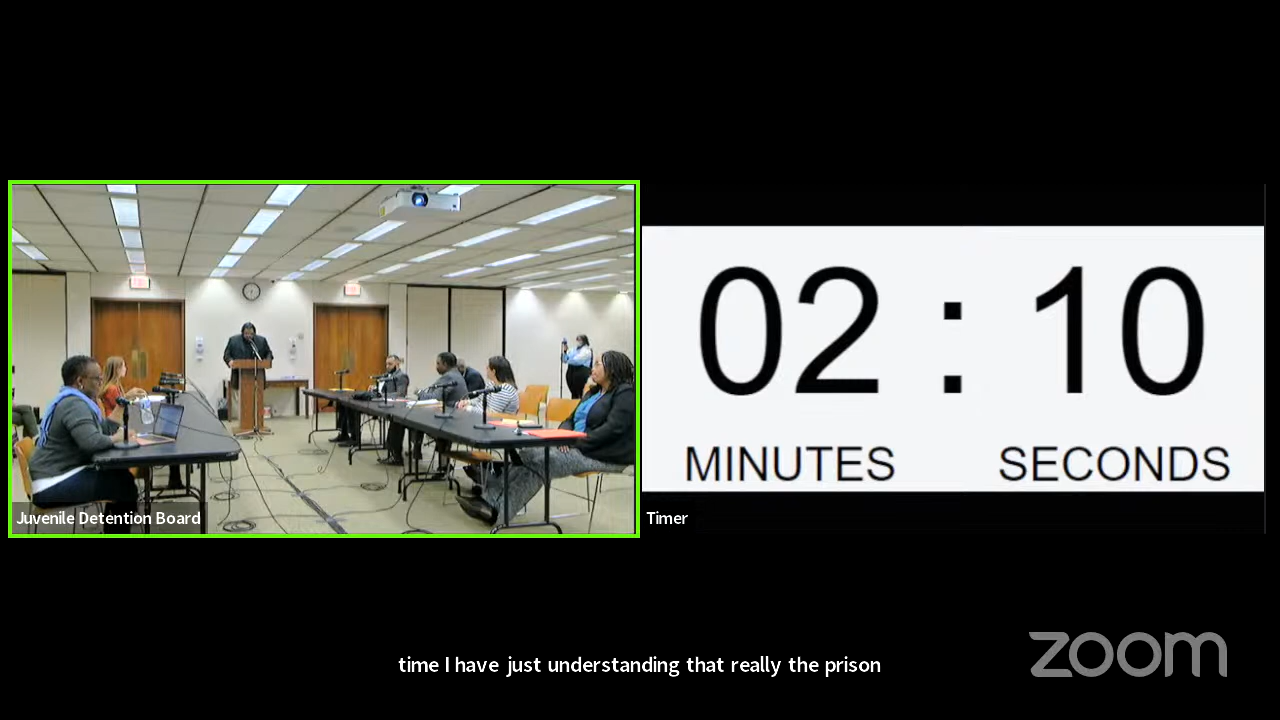 02 : 10
MINUTES SECONDS
Juvenile Detention Board
Timer
time I have just understanding that really the prison
zoom